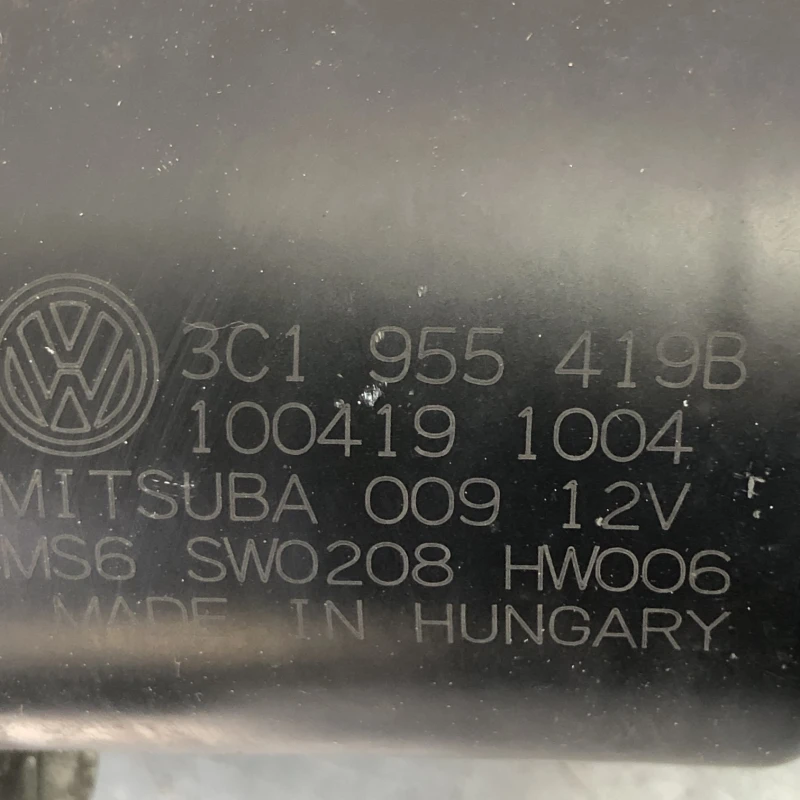 3C1 955 419B
100419 1004
MITSUBA 009 12V
MS6 SW0208 HW006
MADE IN HUNGARY